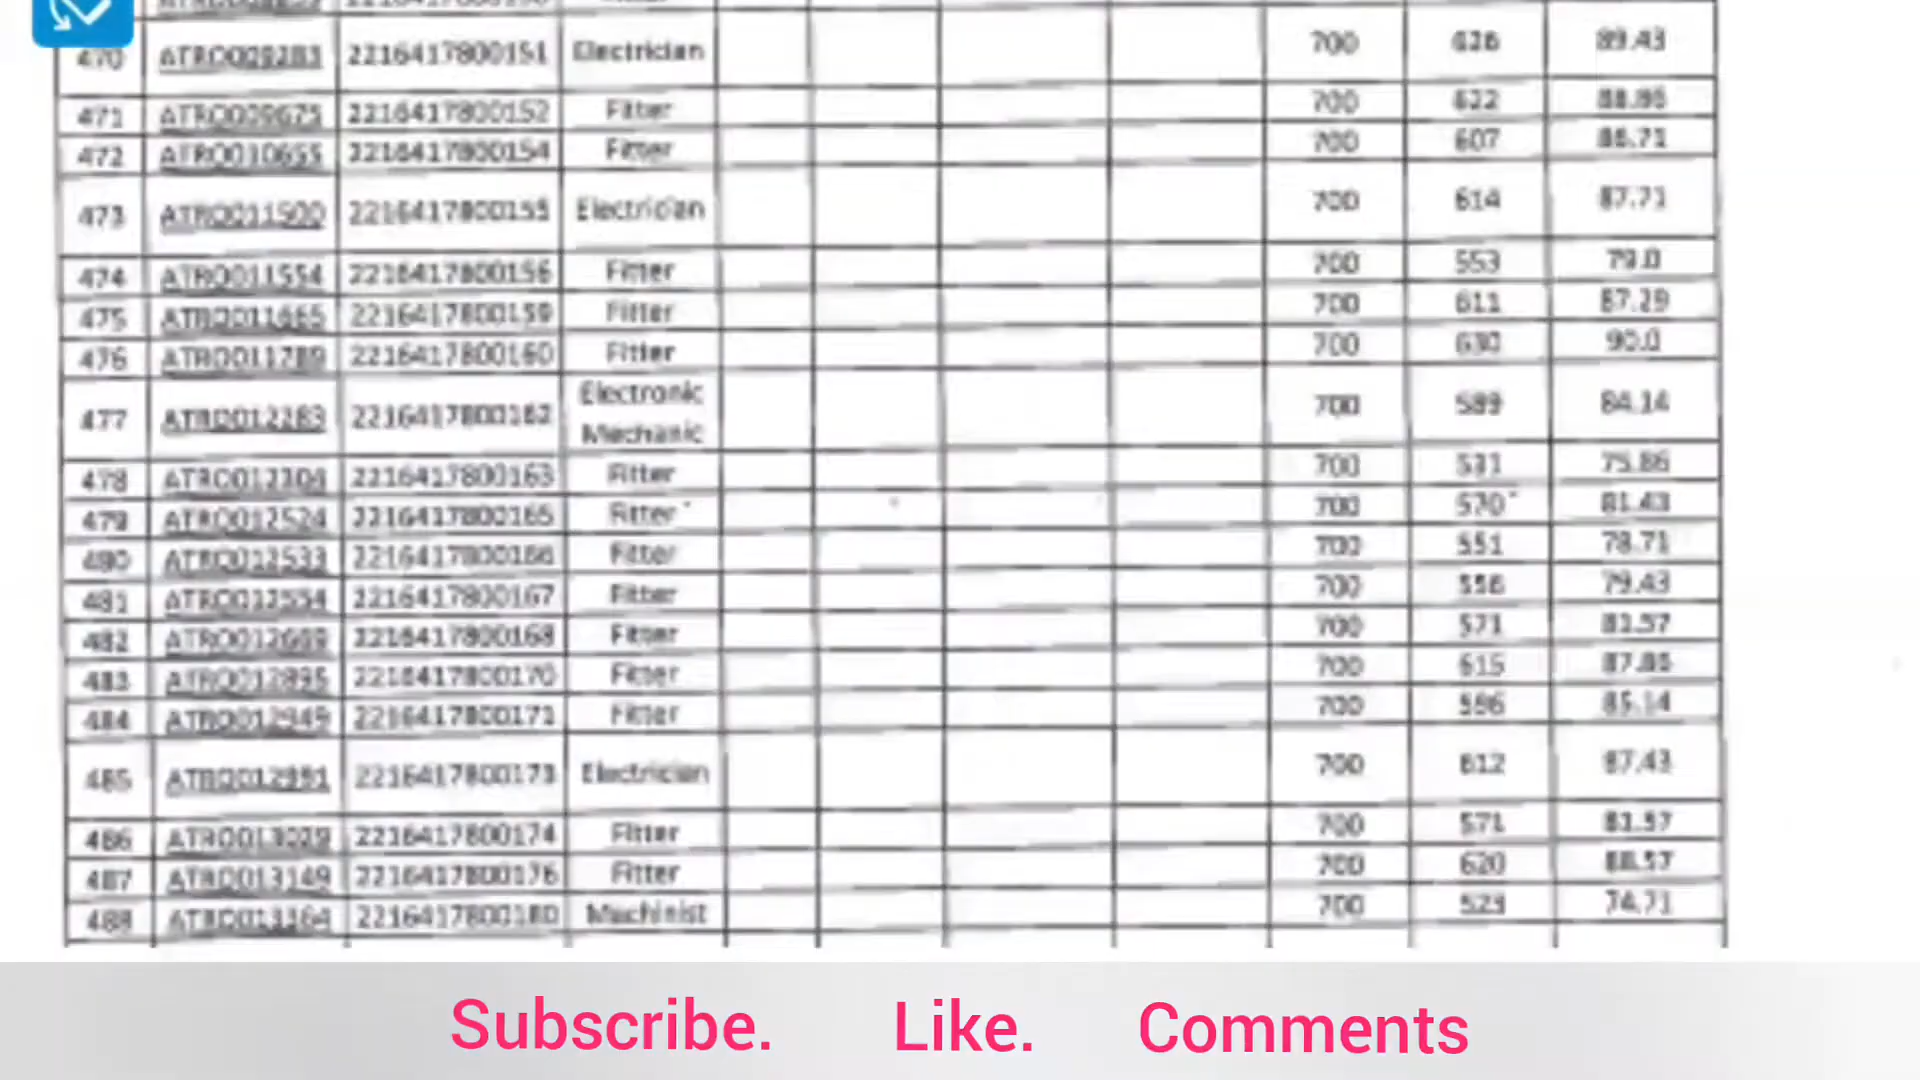 470 ATRO009283 2216417800151 Electrician 700 626 89.43
471 ATRO009675 2216417800152 Fitter 700 622 88.86
472 ATRO010655 2216417800154 Fitter 700 607 86.71
473 ATRO011500 2216417800155 Electrician 700 614 87.71
474 ATRO011554 2216417800156 Fitter 700 553 79.0
475 ATRO011665 2216417800159 Fitter 700 611 87.29
476 ATRO011789 2216417800160 Fitter 700 630 90.0
477 ATRO012283 2216417800162 Electronic Mechanic 700 589 84.14
478 ATRO012304 2216417800163 Fitter 700 531 75.86
479 ATRO012524 2216417800165 Fitter 700 570 81.43
480 ATRO012533 2216417800166 Fitter 700 551 78.71
481 ATRO012554 2216417800167 Fitter 700 556 79.43
482 2216417800168 Fitter 700 571 81.57
483 ATRO012895 2216417800170 Fitter 700 615 87.86
484 ATRO012949 2216417800171 Fitter 700 596 85.14
485 ATRO012991 2216417800173 Electrician 700 612 87.43
486 ATRO013029 2216417800174 Fitter 700 571 81.57
487 ATRO013149 2216417800176 Fitter 700 620 88.57
488 ATRO013164 2216417800180 Machinist 700 523 74.71
Subscribe. Like. Comments